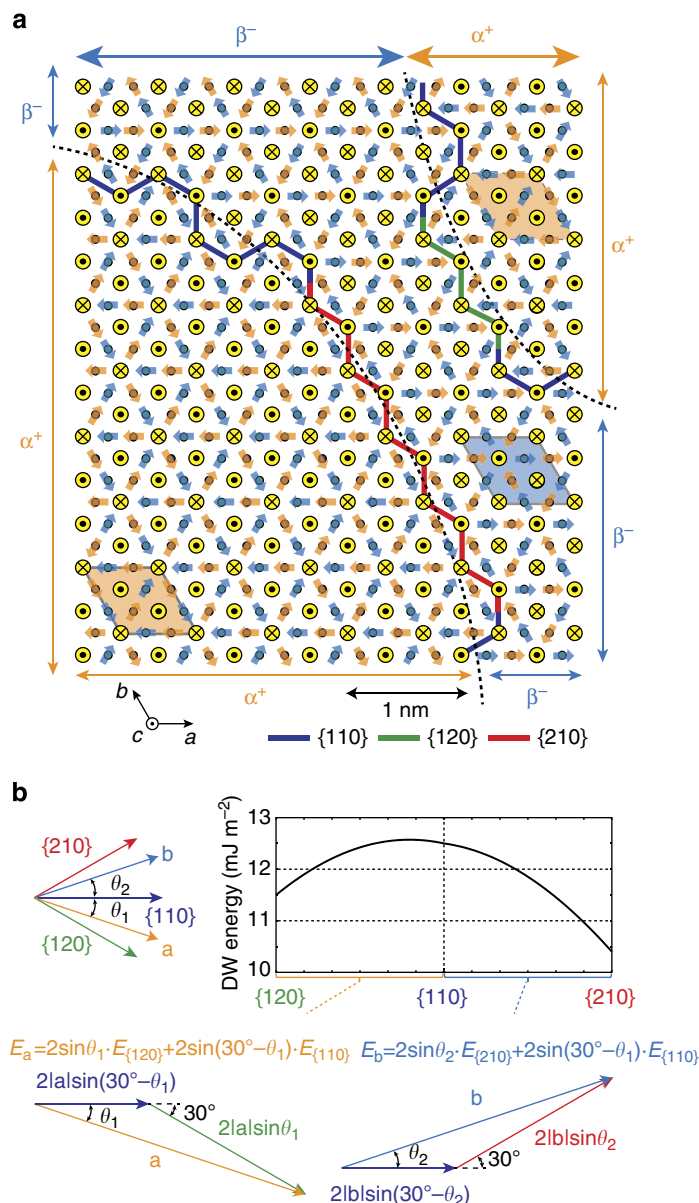 a
β⁻
α⁺
β⁻
α⁺
α⁺
β⁻
α⁺
β⁻
1 nm
b
c
a
{110}
{120}
{210}
b
{210}
b
θ₂
θ₁
{110}
a
{120}
DW energy (mJ m⁻²)
13
12
11
10
{120}
{110}
{210}
Eₐ=2sinθ₁·E{120}+2sin(30°−θ₁)·E{110}
E_b=2sinθ₂·E{210}+2sin(30°−θ₁)·E{110}
2|a|sin(30°−θ₁)
θ₁
30°
2|a|sinθ₁
a
b
θ₂
2|b|sinθ₂
30°
2|b|sin(30°−θ₂)